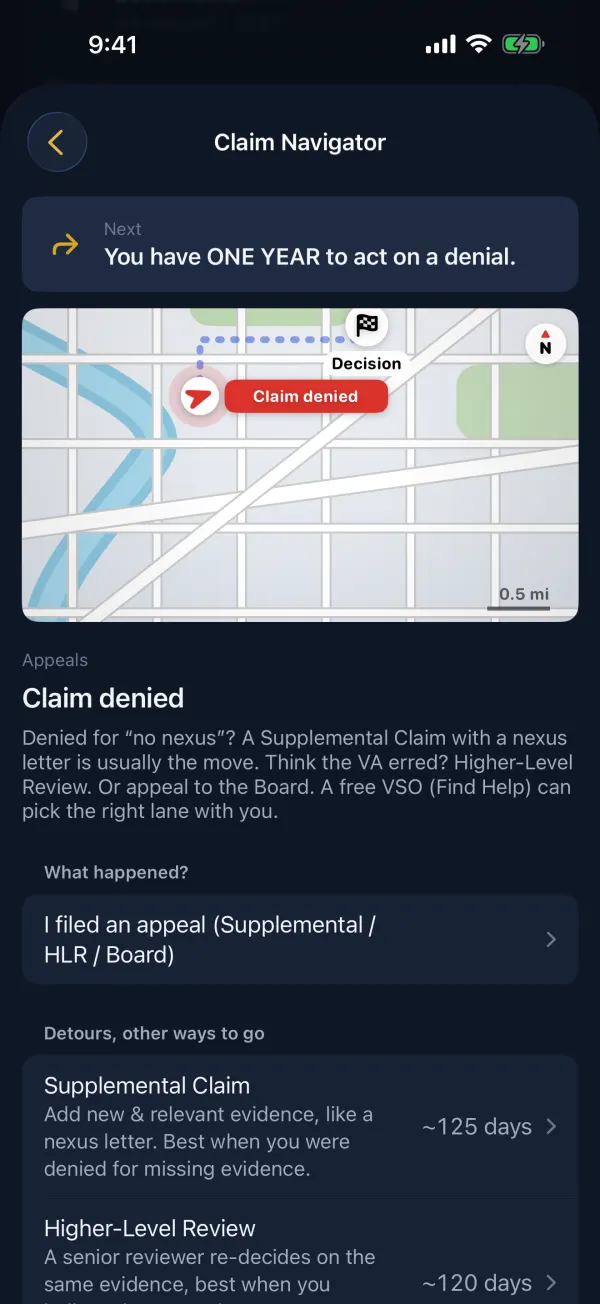 9:41
Claim Navigator
Next
You have ONE YEAR to act on a denial.
Decision
N
Claim denied
0.5 mi
Appeals
Claim denied
Denied for “no nexus”? A Supplemental Claim with a nexus
letter is usually the move. Think the VA erred? Higher-Level
Review. Or appeal to the Board. A free VSO (Find Help) can
pick the right lane with you.
What happened?
I filed an appeal (Supplemental /
HLR / Board)
Detours, other ways to go
Supplemental Claim
Add new & relevant evidence, like a
nexus letter. Best when you were
denied for missing evidence.
~125 days
Higher-Level Review
A senior reviewer re-decides on the
same evidence, best when you
~120 days